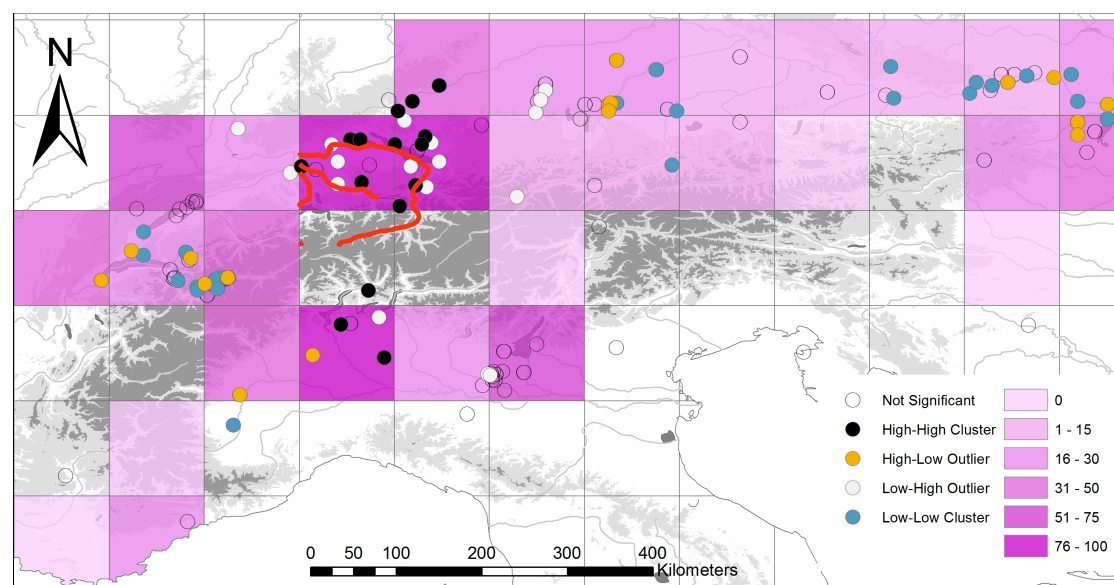 N
Not Significant
High-High Cluster
High-Low Outlier
Low-High Outlier
Low-Low Cluster
0
1 - 15
16 - 30
31 - 50
51 - 75
76 - 100
0 50 100 200 300 400
Kilometers